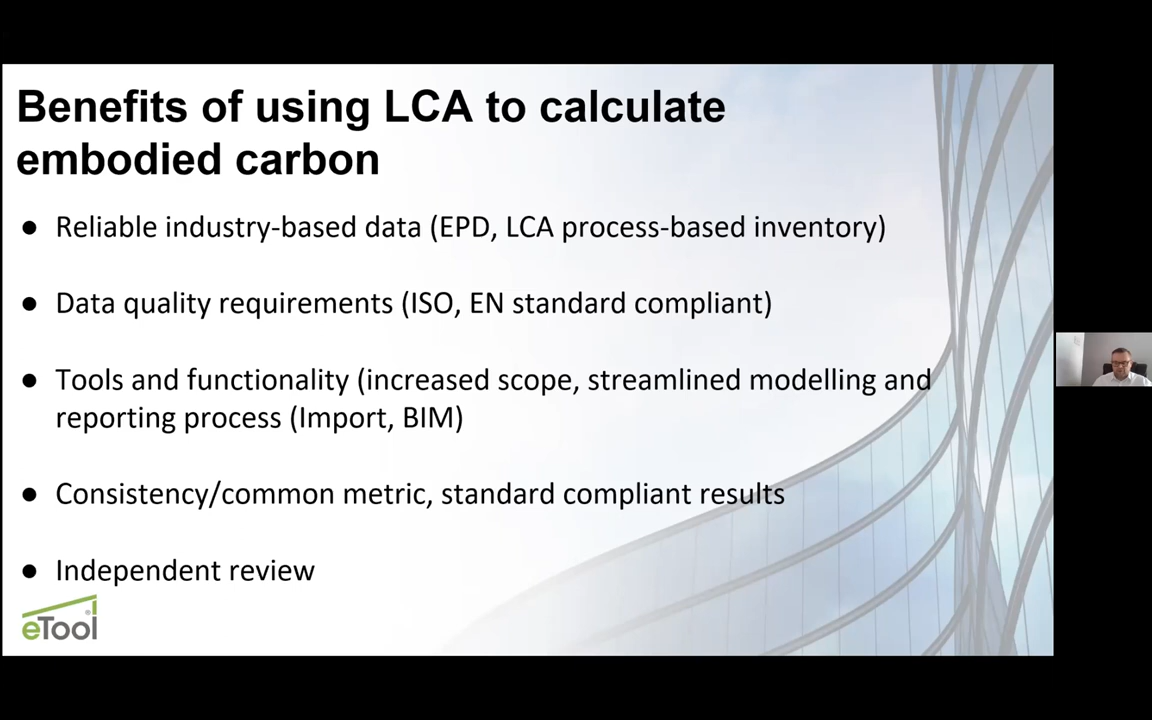 Benefits of using LCA to calculate
embodied carbon
● Reliable industry-based data (EPD, LCA process-based inventory)
● Data quality requirements (ISO, EN standard compliant)
● Tools and functionality (increased scope, streamlined modelling and
reporting process (Import, BIM)
● Consistency/common metric, standard compliant results
● Independent review
eTool®